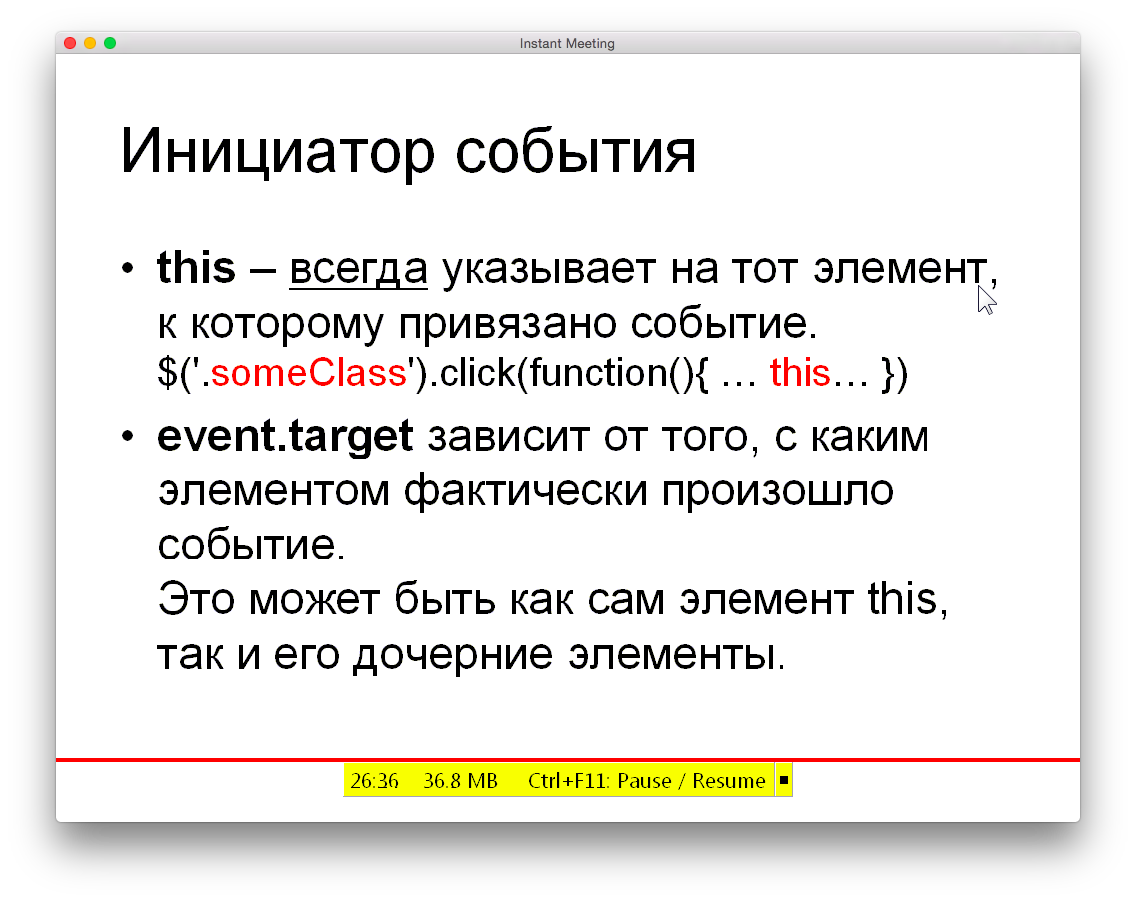 Instant Meeting
Инициатор события
• this – всегда указывает на тот элемент,
к которому привязано событие.
$('.someClass').click(function(){ … this… })
• event.target зависит от того, с каким
элементом фактически произошло
событие.
Это может быть как сам элемент this,
так и его дочерние элементы.
26:36 36.8 MB Ctrl+F11: Pause / Resume